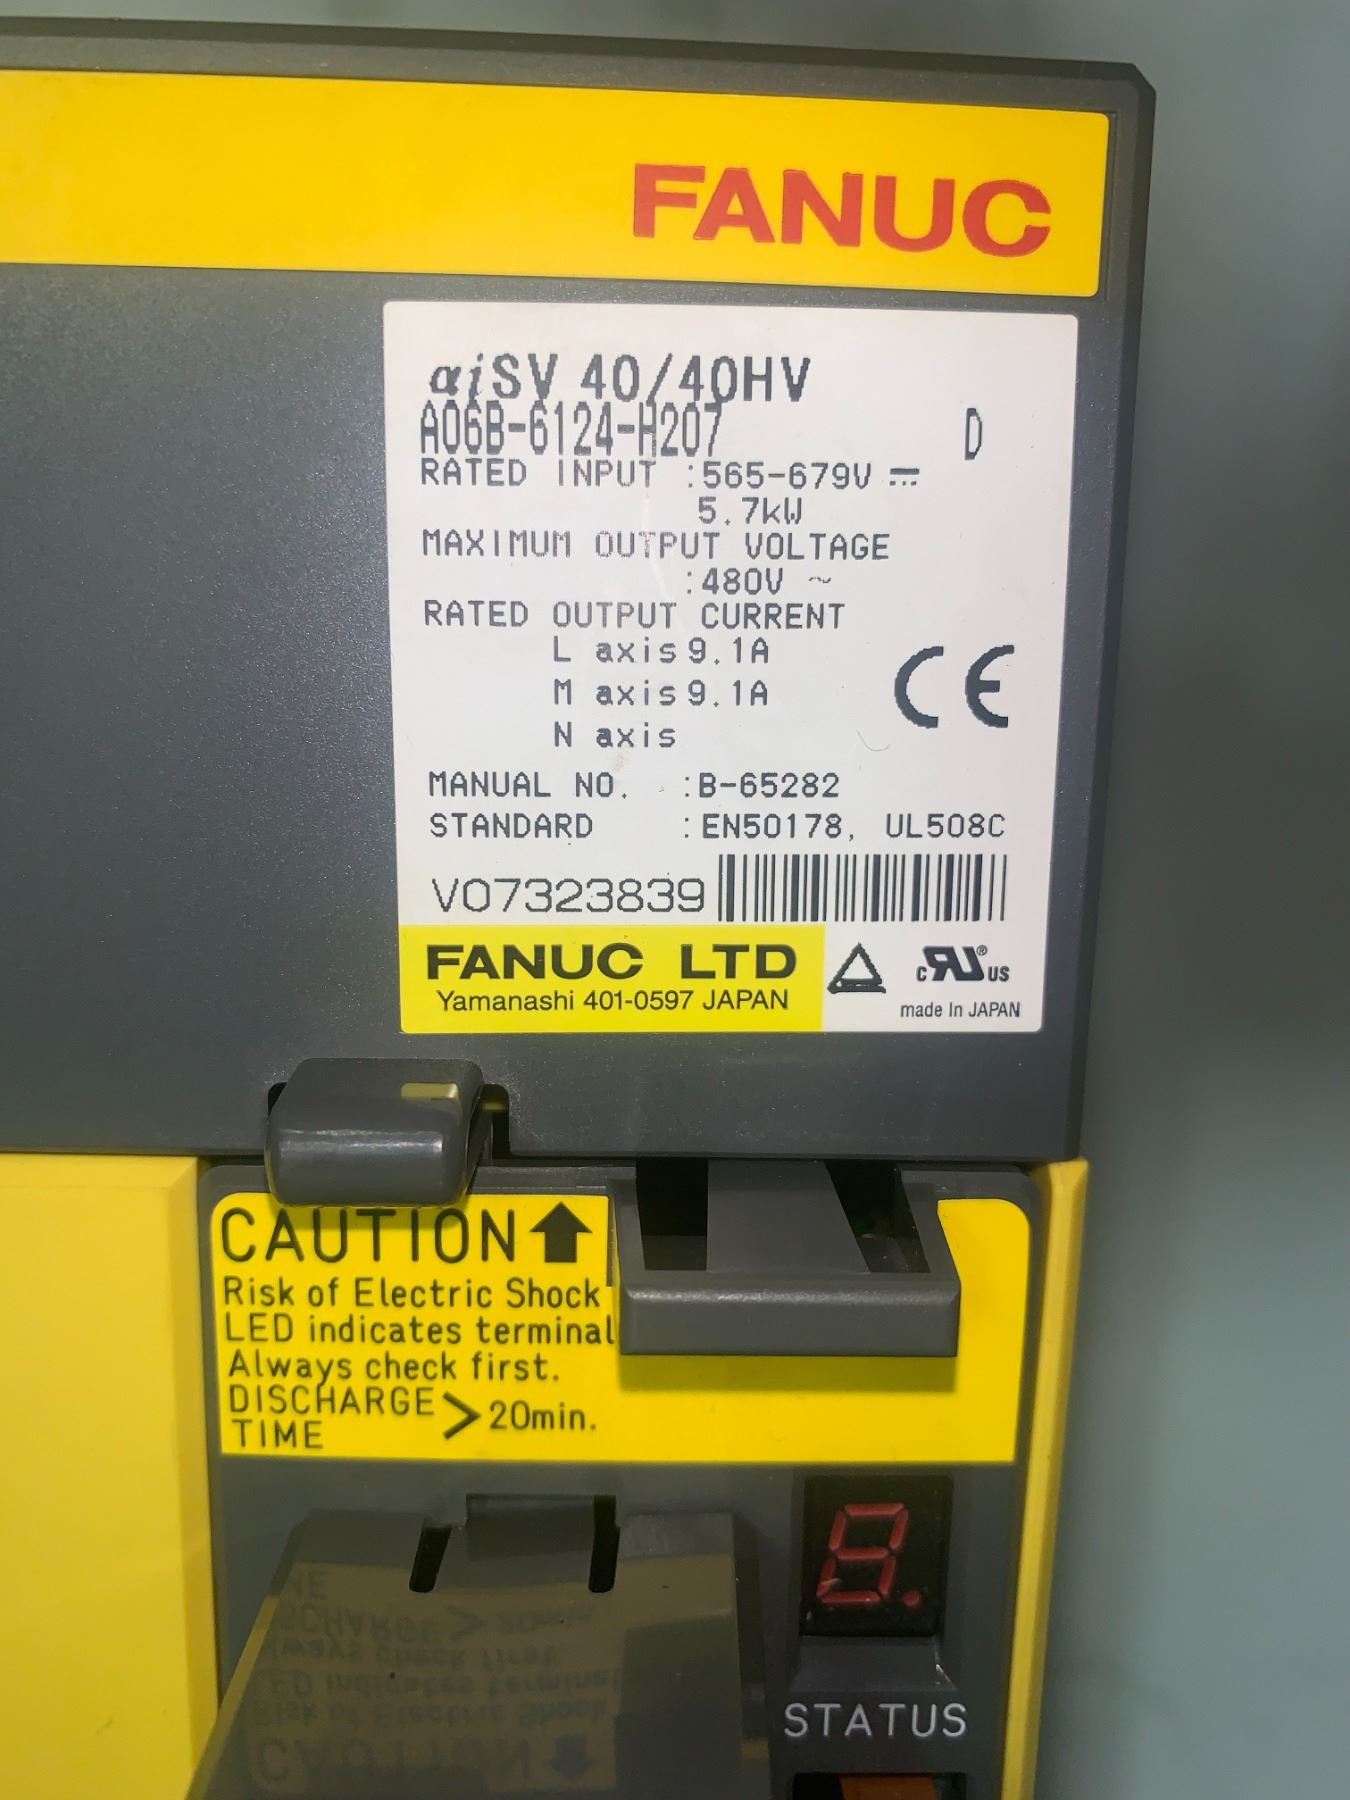 FANUC
αiSV 40/40HV
A06B-6124-H207 D
RATED INPUT :565-679V ⎓
5.7kW
MAXIMUM OUTPUT VOLTAGE
:480V ~
RATED OUTPUT CURRENT
L axis 9.1A
M axis 9.1A
N axis
CE
MANUAL NO. :B-65282
STANDARD :EN50178, UL508C
V07323839
FANUC LTD
Yamanashi 401-0597 JAPAN
c RU® US
made in JAPAN
CAUTION
Risk of Electric Shock
LED indicates terminal
Always check first.
DISCHARGE
TIME > 20min.
8.
STATUS